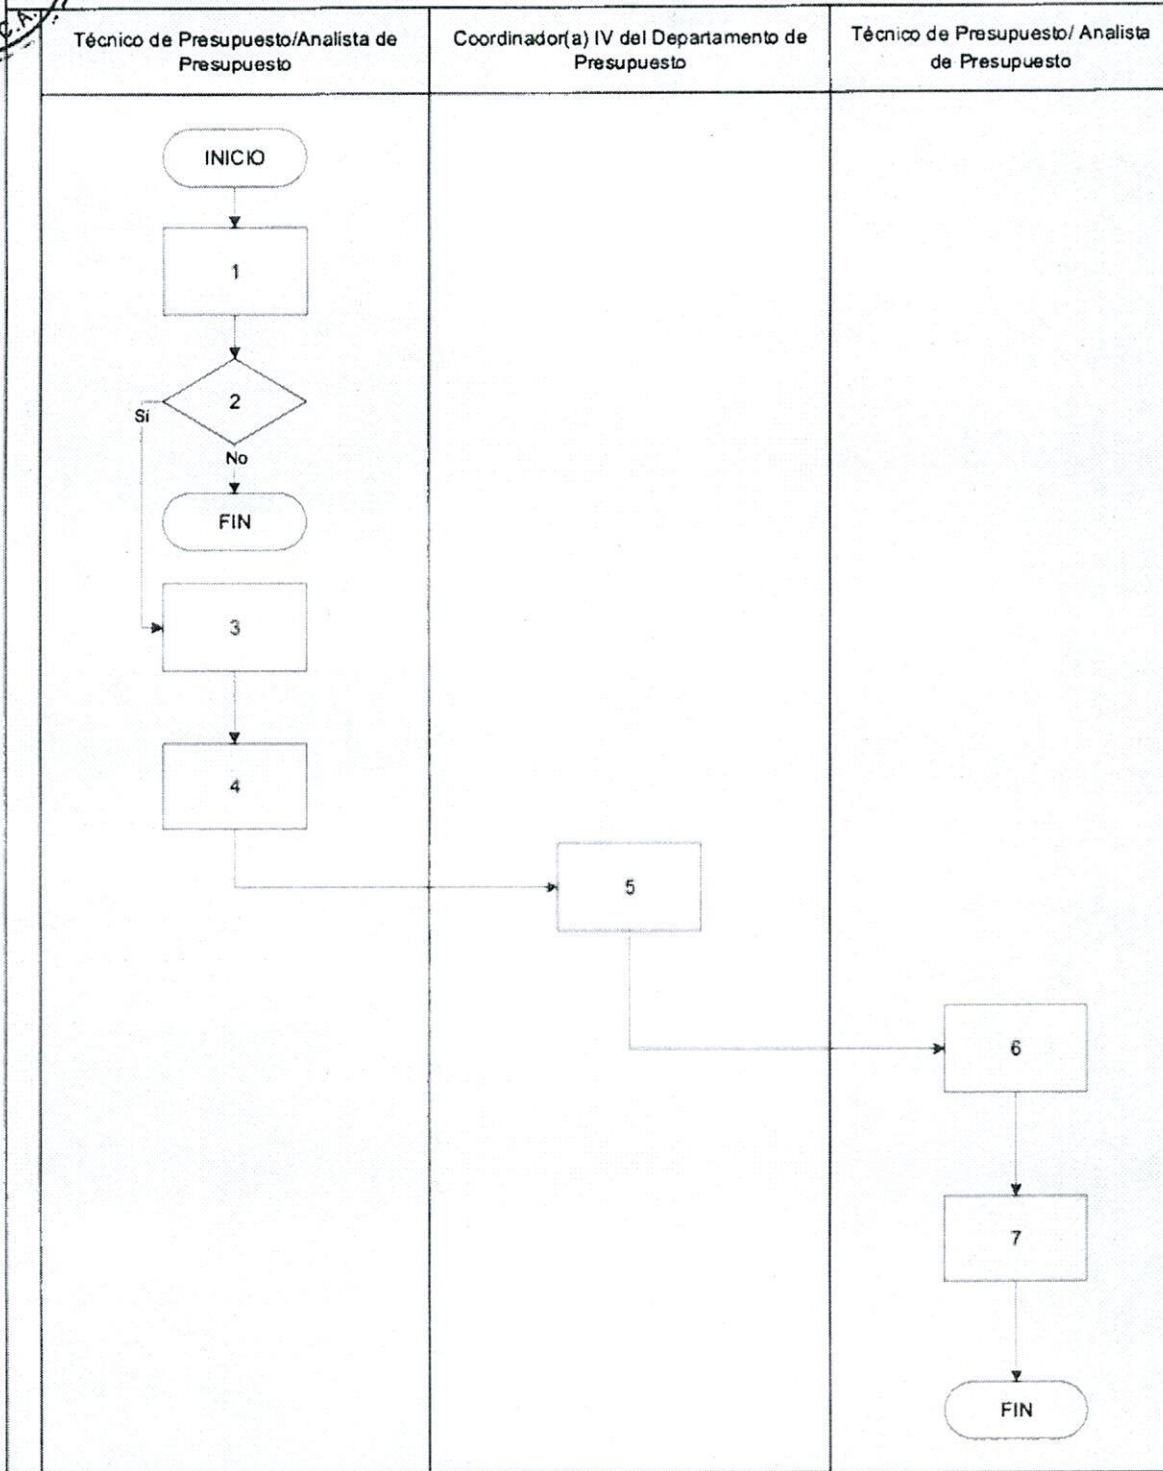 C.A.
Técnico de Presupuesto/Analista de
Presupuesto
Coordinador(a) IV del Departamento de
Presupuesto
Técnico de Presupuesto/ Analista
de Presupuesto
INICIO
1
2
Sí
No
FIN
3
4
5
6
7
FIN